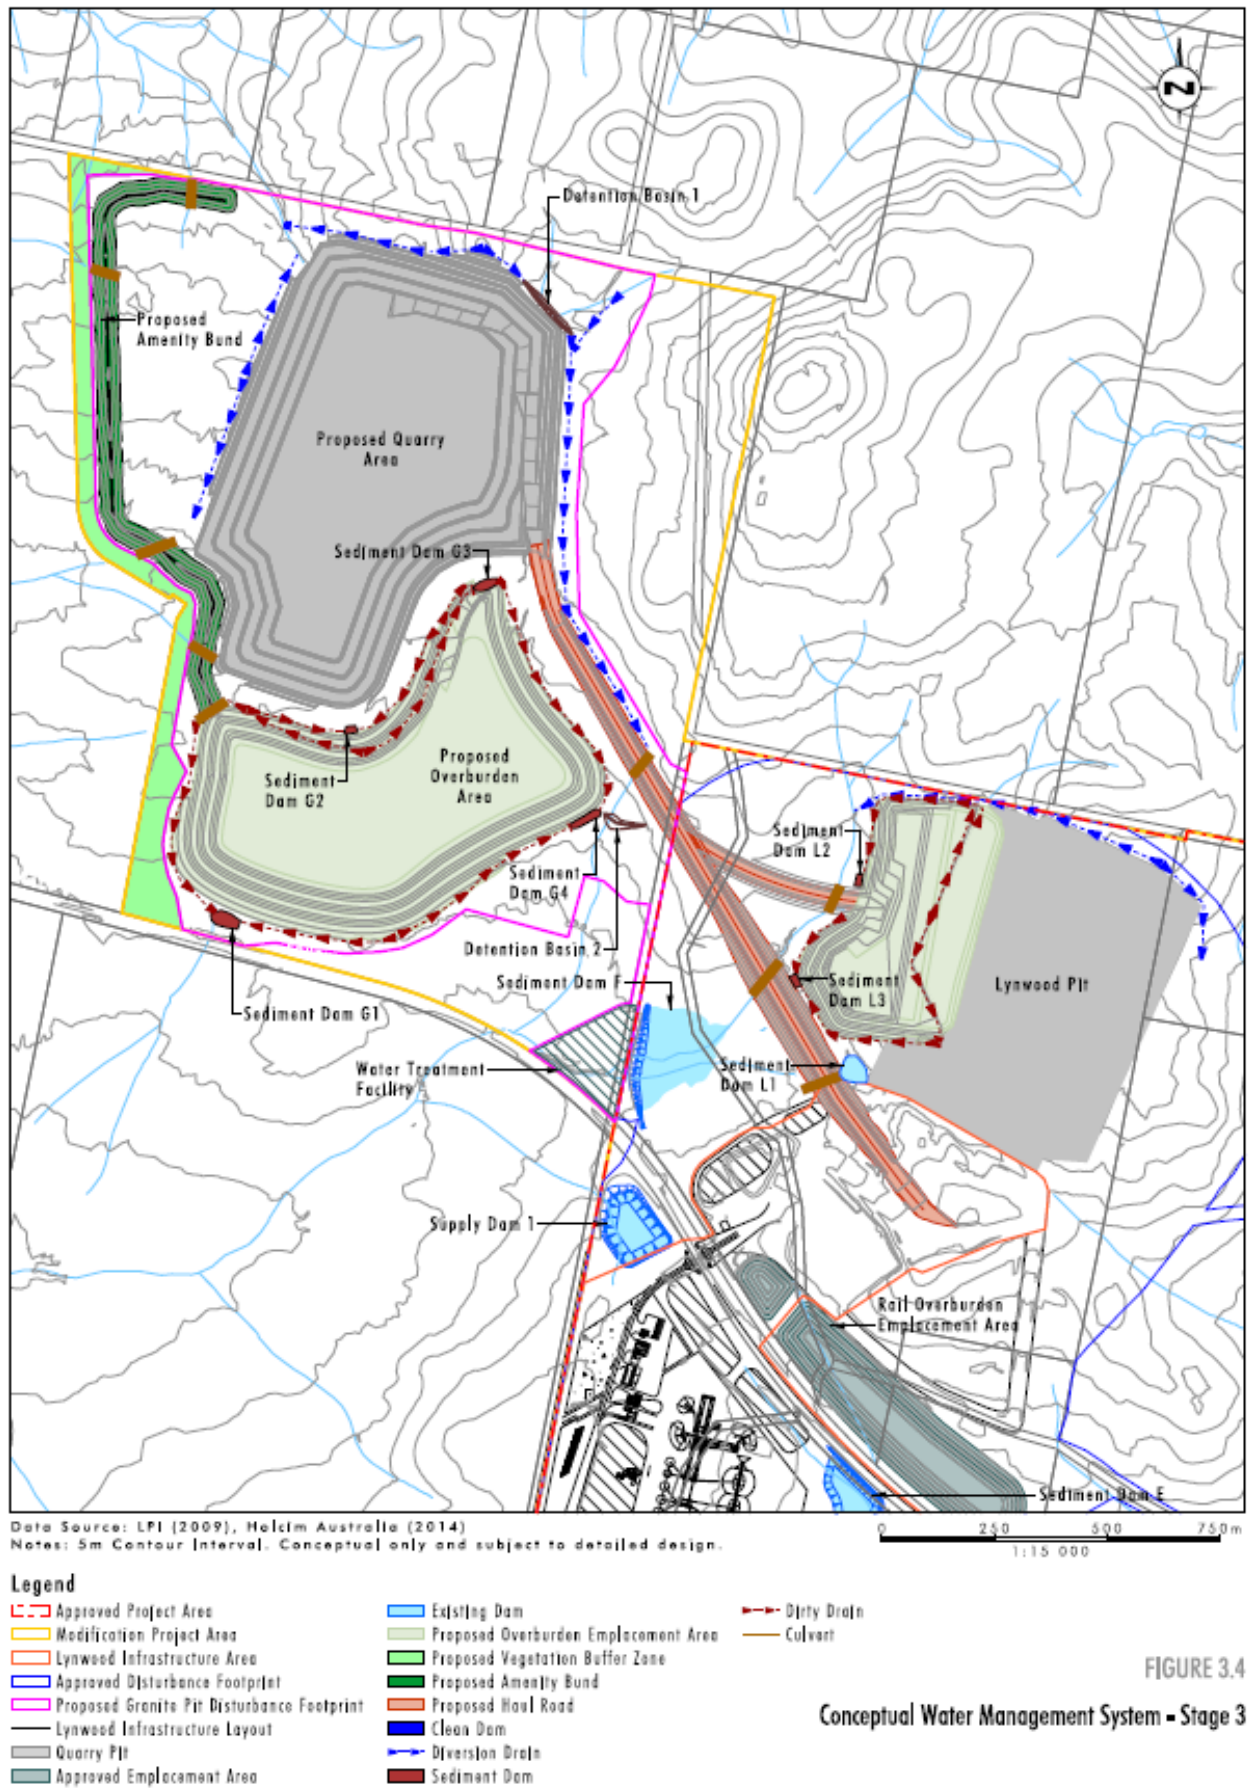 N
Detention Basin 1
Proposed
Amenity Bund
Proposed Quarry
Area
Sediment Dam G3
Proposed
Overburden
Area
Sediment
Dam G2
Sediment
Dam L2
Sediment
Dam G4
Detention Basin 2
Sediment Dam F
Sediment
Dam L3
Lynwood Pit
Sediment Dam G1
Water Treatment
Facility
Sediment
Dam L1
Supply Dam 1
Rail Overburden
Emplacement Area
Sediment Dam E
Data Source: LPI (2009), Holcim Australia (2014)
Notes: 5m Contour Interval. Conceptual only and subject to detailed design.
0 250 500 750m
1:15 000
Legend
Approved Project Area
Modification Project Area
Lynwood Infrastructure Area
Approved Disturbance Footprint
Proposed Granite Pit Disturbance Footprint
Lynwood Infrastructure Layout
Quarry Pit
Approved Emplacement Area
Existing Dam
Proposed Overburden Emplacement Area
Proposed Vegetation Buffer Zone
Proposed Amenity Bund
Proposed Haul Road
Clean Dam
Diversion Drain
Sediment Dam
Dirty Drain
Culvert
FIGURE 3.4
Conceptual Water Management System - Stage 3